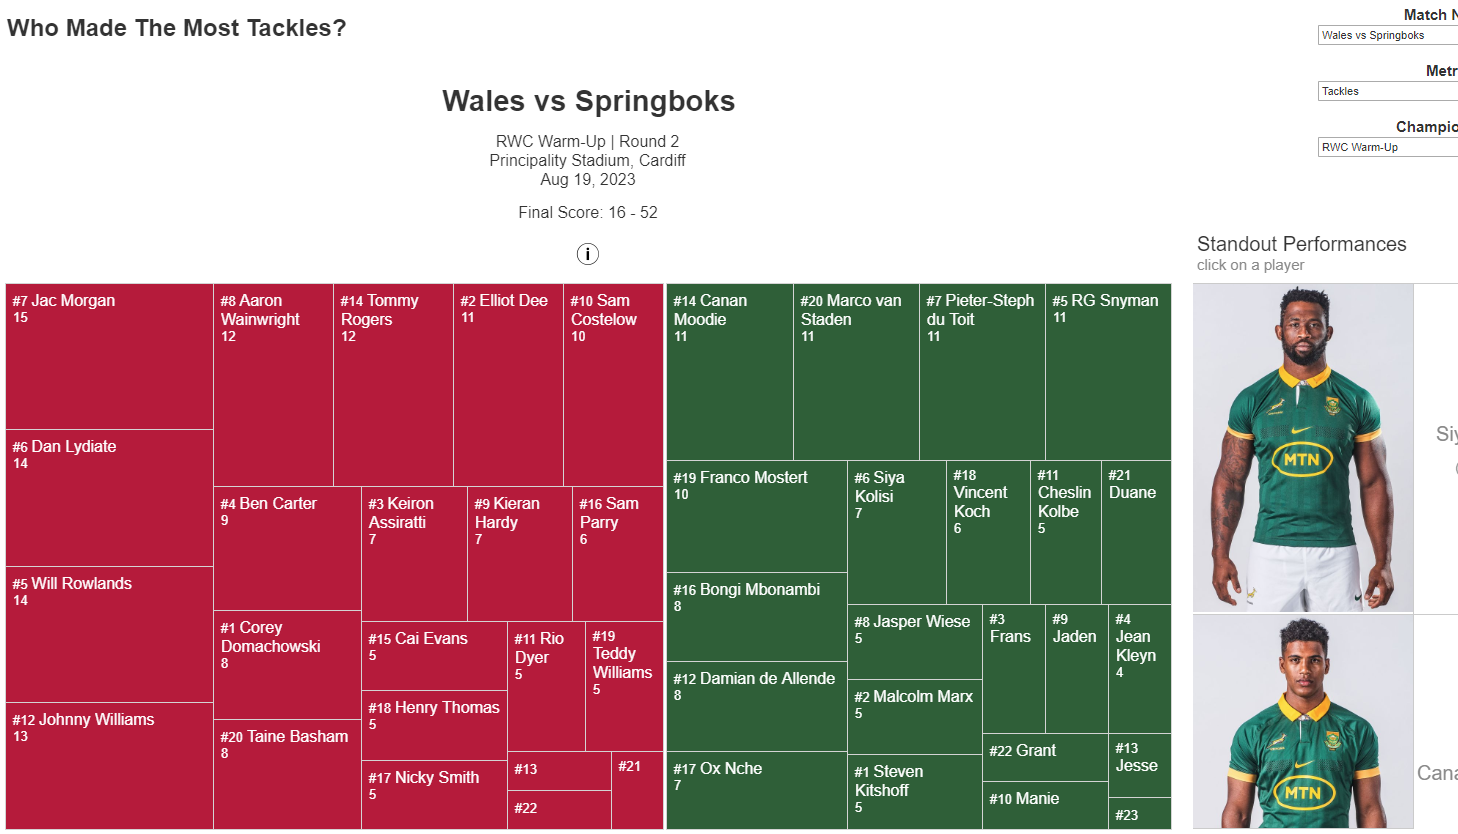 Who Made The Most Tackles?
Match N
Wales vs Springboks
Metr
Tackles
Champio
RWC Warm-Up
Wales vs Springboks
RWC Warm-Up | Round 2
Principality Stadium, Cardiff
Aug 19, 2023
Final Score: 16 - 52
i
Standout Performances
click on a player
#7 Jac Morgan
15
#6 Dan Lydiate
14
#5 Will Rowlands
14
#12 Johnny Williams
13
#8 Aaron
Wainwright
12
#14 Tommy
Rogers
12
#2 Elliot Dee
11
#10 Sam
Costelow
10
#4 Ben Carter
9
#1 Corey
Domachowski
8
#20 Taine Basham
8
#3 Keiron
Assiratti
7
#9 Kieran
Hardy
7
#16 Sam
Parry
6
#15 Cai Evans
5
#18 Henry Thomas
5
#17 Nicky Smith
5
#11 Rio
Dyer
5
#19
Teddy
Williams
5
#13
#22
#21
#14 Canan
Moodie
11
#20 Marco van
Staden
11
#7 Pieter-Steph
du Toit
11
#5 RG Snyman
11
#19 Franco Mostert
10
#16 Bongi Mbonambi
8
#12 Damian de Allende
8
#17 Ox Nche
7
#6 Siya
Kolisi
7
#18
Vincent
Koch
6
#11
Cheslin
Kolbe
5
#21
Duane
#8 Jasper Wiese
5
#2 Malcolm Marx
5
#1 Steven
Kitshoff
5
#3
Frans
#9
Jaden
#4
Jean
Kleyn
4
#22 Grant
#10 Manie
#13
Jesse
#23
MTN
Siy
(
MTN
Cana